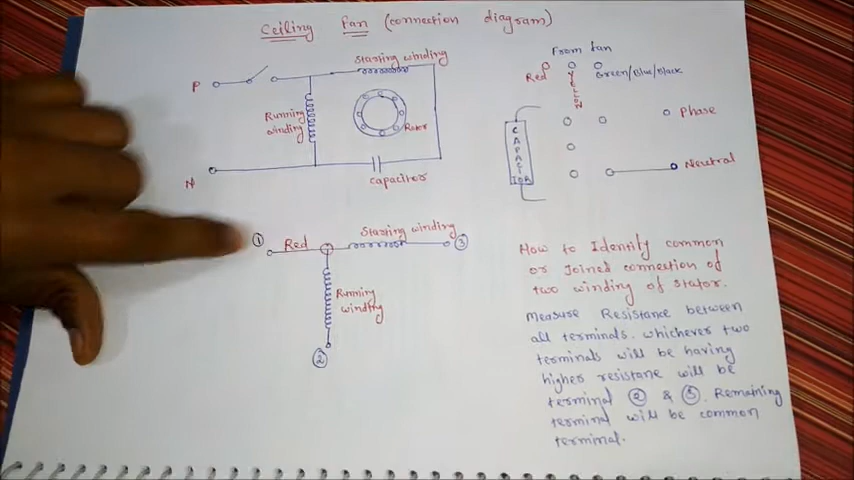 Ceiling Fan (connection diagram)
Starting winding
P
Running
winding
Rotor
N
capacitor
From fan
Red
YELLOW
Green/Blue/Black
CAPACITOR
Phase
Neutral
1
Red
Starting winding
3
Running
winding
2
How to Identify common
or Joined connection of
two winding of stator.
Measure Resistance between
all terminals. whichever two
terminals will be having
higher resistane will be
terminal 2 & 3. Remaining
terminal will be common
terminal.